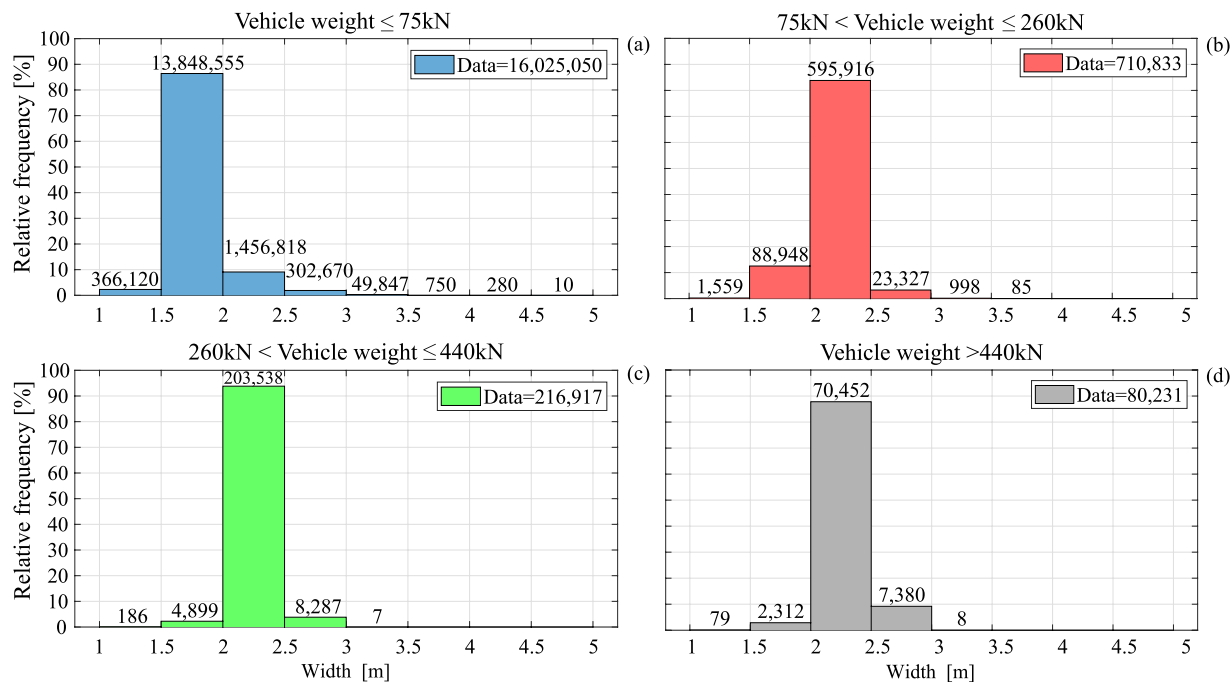 Vehicle weight ≤ 75kN
(a)
Data=16,025,050
Relative frequency [%]
100
90
80
70
60
50
40
30
20
10
0
366,120
13,848,555
1,456,818
302,670
49,847
750
280
10
1 1.5 2 2.5 3 3.5 4 4.5 5
75kN < Vehicle weight ≤ 260kN
(b)
Data=710,833
1,559
88,948
595,916
23,327
998
85
1 1.5 2 2.5 3 3.5 4 4.5 5
260kN < Vehicle weight ≤ 440kN
(c)
Data=216,917
Relative frequency [%]
100
90
80
70
60
50
40
30
20
10
0
186
4,899
203,538
8,287
7
1 1.5 2 2.5 3 3.5 4 4.5 5
Width [m]
Vehicle weight >440kN
(d)
Data=80,231
79
2,312
70,452
7,380
8
1 1.5 2 2.5 3 3.5 4 4.5 5
Width [m]